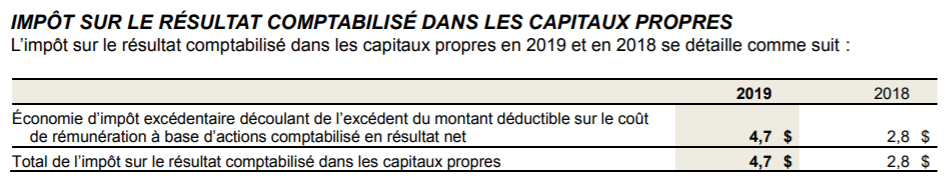 IMPÔT SUR LE RÉSULTAT COMPTABILISÉ DANS LES CAPITAUX PROPRES
L'impôt sur le résultat comptabilisé dans les capitaux propres en 2019 et en 2018 se détaille comme suit :
2019 2018
Économie d'impôt excédentaire découlant de l'excédent du montant déductible sur le coût
de rémunération à base d'actions comptabilisé en résultat net 4,7 $ 2,8 $
Total de l'impôt sur le résultat comptabilisé dans les capitaux propres 4,7 $ 2,8 $